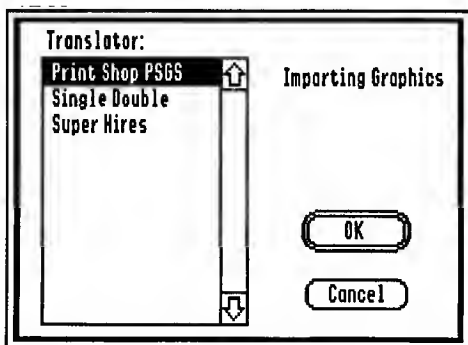 Translator:
Print Shop PSGS
Single Double
Super Hires
Importing Graphics
OK
Cancel